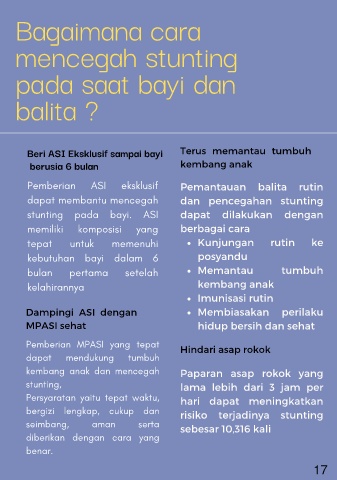 Bagaimana cara
mencegah stunting
pada saat bayi dan
balita ?
Beri ASI Eksklusif sampai bayi
berusia 6 bulan
Pemberian ASI eksklusif
dapat membantu mencegah
stunting pada bayi. ASI
memiliki komposisi yang
tepat untuk memenuhi
kebutuhan bayi dalam 6
bulan pertama setelah
kelahirannya
Dampingi ASI dengan
MPASI sehat
Pemberian MPASI yang tepat
dapat mendukung tumbuh
kembang anak dan mencegah
stunting.
Persyaratan yaitu tepat waktu,
bergizi lengkap, cukup dan
seimbang, aman serta
diberikan dengan cara yang
benar.
Terus memantau tumbuh
kembang anak
Pemantauan balita rutin
dan pencegahan stunting
dapat dilakukan dengan
berbagai cara
• Kunjungan rutin ke
posyandu
• Memantau tumbuh
kembang anak
• Imunisasi rutin
• Membiasakan perilaku
hidup bersih dan sehat
Hindari asap rokok
Paparan asap rokok yang
lama lebih dari 3 jam per
hari dapat meningkatkan
risiko terjadinya stunting
sebesar 10,316 kali
17